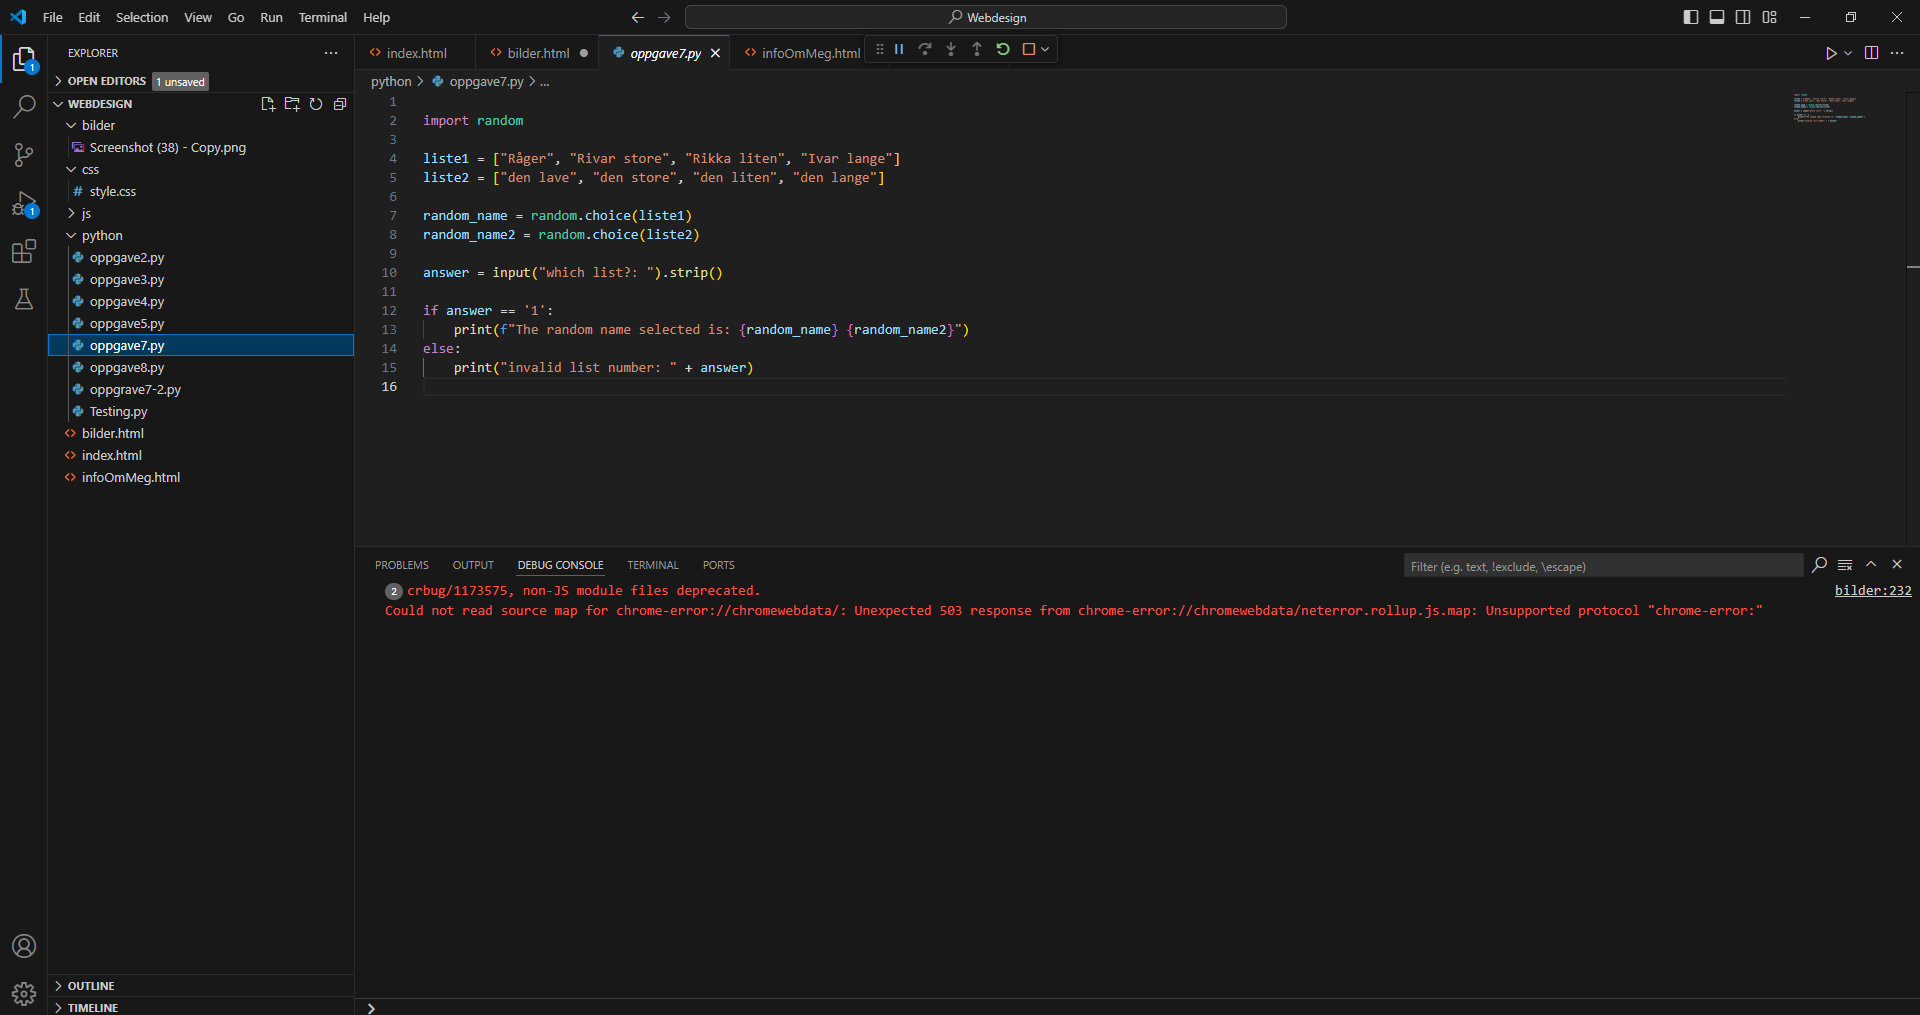 File Edit Selection View Go Run Terminal Help
Webdesign
EXPLORER
OPEN EDITORS 1 unsaved
WEBDESIGN
bilder
Screenshot (38) - Copy.png
css
# style.css
js
python
oppgave2.py
oppgave3.py
oppgave4.py
oppgave5.py
oppgave7.py
oppgave8.py
oppgrave7-2.py
Testing.py
bilder.html
index.html
infoOmMeg.html
OUTLINE
TIMELINE
1
1
index.html bilder.html oppgave7.py infoOmMeg.html
python > oppgave7.py > ...
1
2 import random
3
4 liste1 = ["Råger", "Rivar store", "Rikka liten", "Ivar lange"]
5 liste2 = ["den lave", "den store", "den liten", "den lange"]
6
7 random_name = random.choice(liste1)
8 random_name2 = random.choice(liste2)
9
10 answer = input("which list?: ").strip()
11
12 if answer == '1':
13 print(f"The random name selected is: {random_name} {random_name2}")
14 else:
15 print("invalid list number: " + answer)
16
PROBLEMS OUTPUT DEBUG CONSOLE TERMINAL PORTS
Filter (e.g. text, !exclude, \escape)
2 crbug/1173575, non-JS module files deprecated. bilder:232
Could not read source map for chrome-error://chromewebdata/: Unexpected 503 response from chrome-error://chromewebdata/neterror.rollup.js.map: Unsupported protocol "chrome-error:"